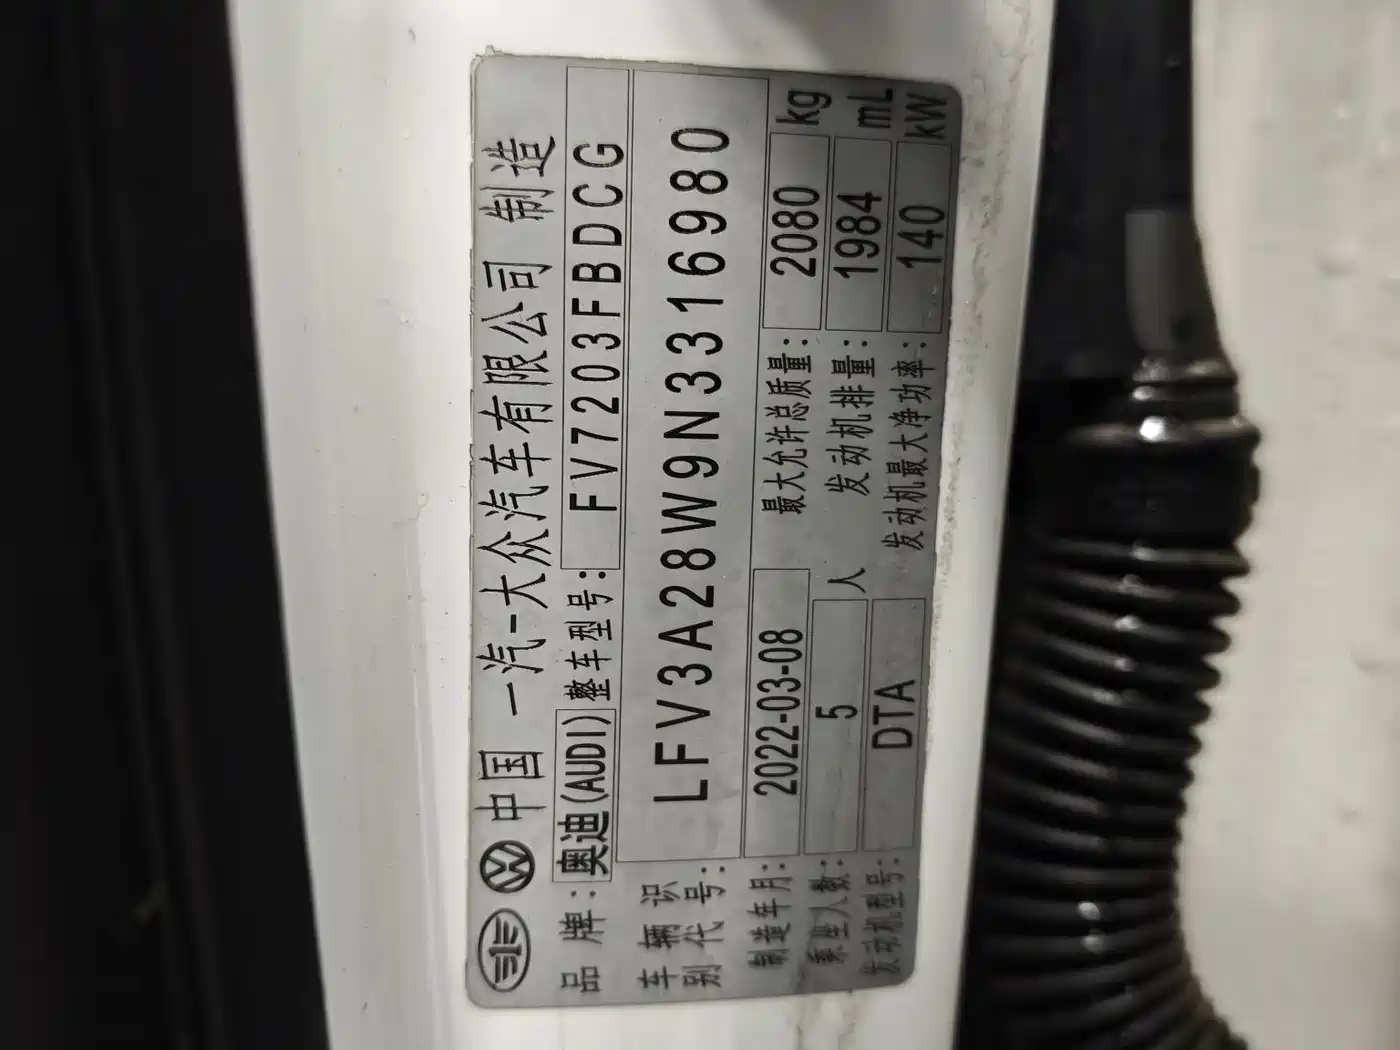 中国 一汽-大众汽车有限公司 制造
品牌: 奥迪(AUDI) 整车型号: FV7203FBDCG
车辆识别代号: LFV3A28W9N3316980
制造年月: 2022-03-08 最大允许总质量: 2080 kg
乘坐人数: 5 人 发动机排量: 1984 mL
发动机型号: DTA 发动机最大净功率: 140 kW